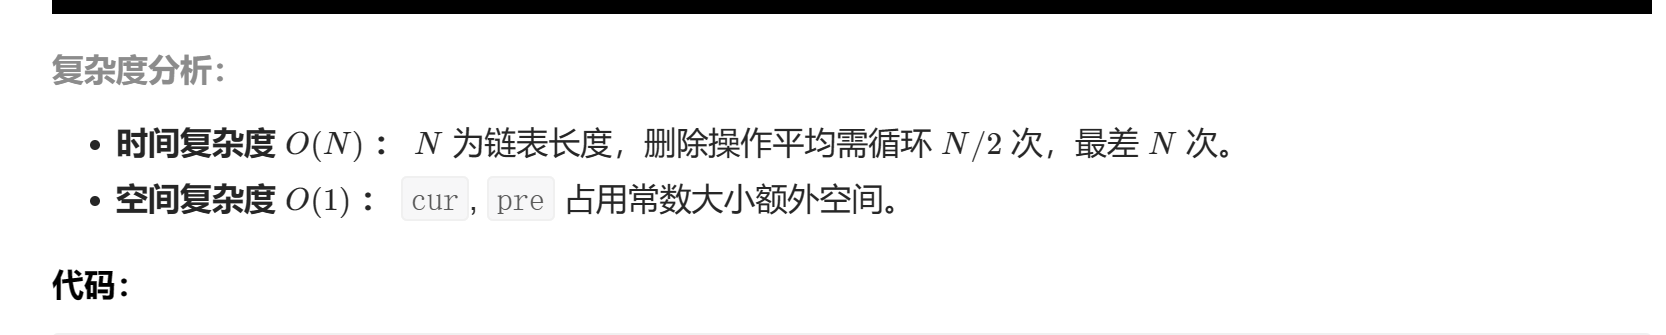 复杂度分析：
• 时间复杂度 O(N)： N 为链表长度，删除操作平均需循环 N/2 次，最差 N 次。
• 空间复杂度 O(1)： cur, pre 占用常数大小额外空间。
代码：